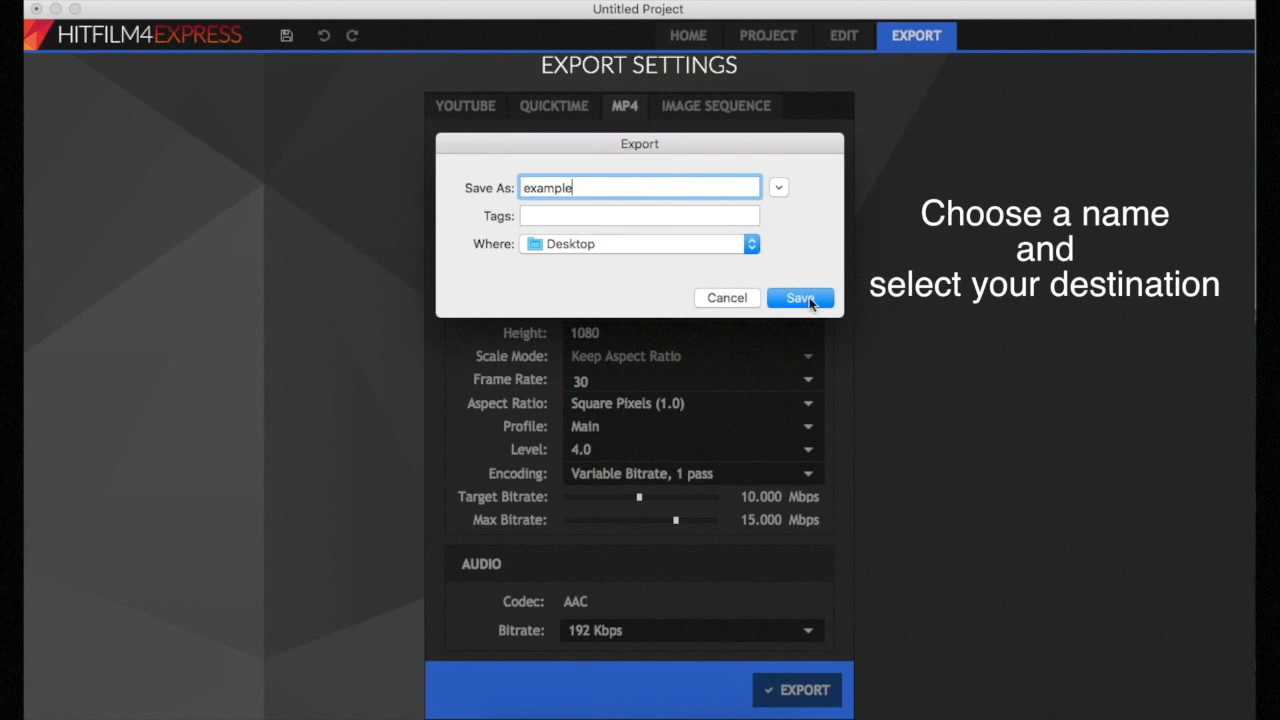 Untitled Project
HITFILM4EXPRESS
HOME PROJECT EDIT EXPORT
EXPORT SETTINGS
YOUTUBE QUICKTIME MP4 IMAGE SEQUENCE
Export
Save As: example
Tags:
Where: Desktop
Cancel Save
Choose a name
and
select your destination
Height: 1080
Scale Mode: Keep Aspect Ratio
Frame Rate: 30
Aspect Ratio: Square Pixels (1.0)
Profile: Main
Level: 4.0
Encoding: Variable Bitrate, 1 pass
Target Bitrate: 10.000 Mbps
Max Bitrate: 15.000 Mbps
AUDIO
Codec: AAC
Bitrate: 192 Kbps
EXPORT